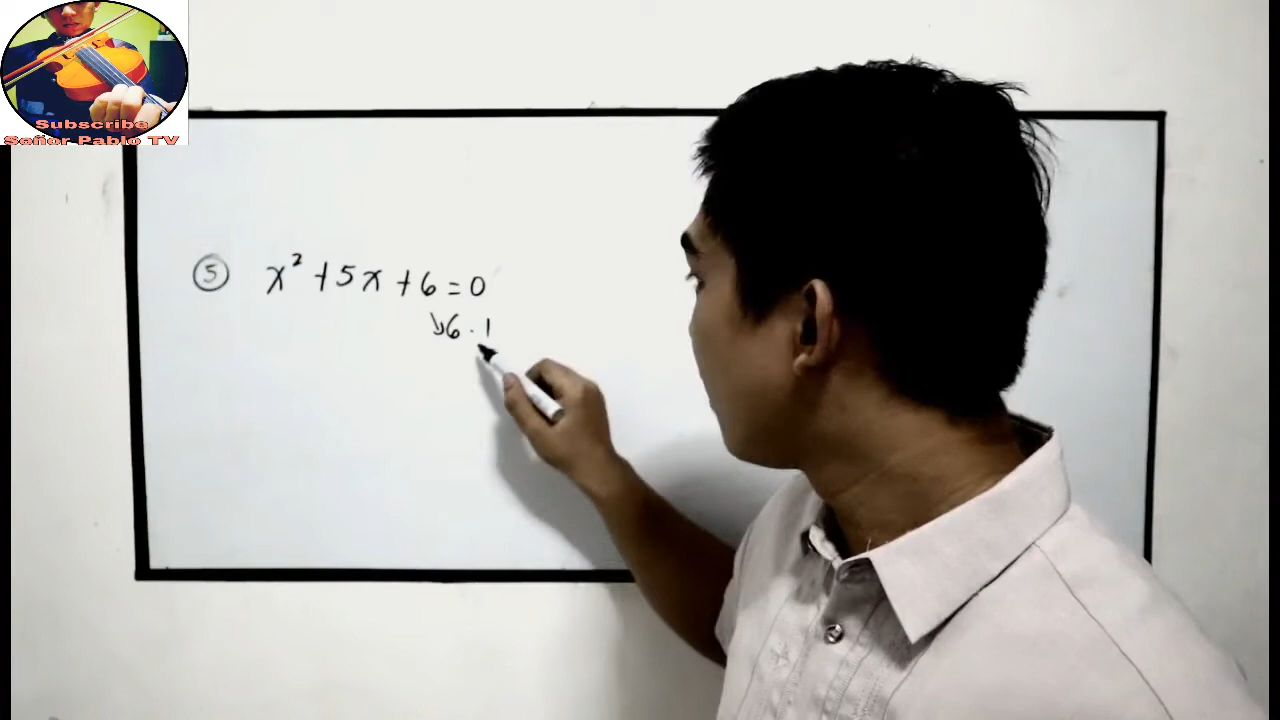 Subscribe
Señor Pablo TV
⑤ x² + 5x + 6 = 0
↘6 · 1